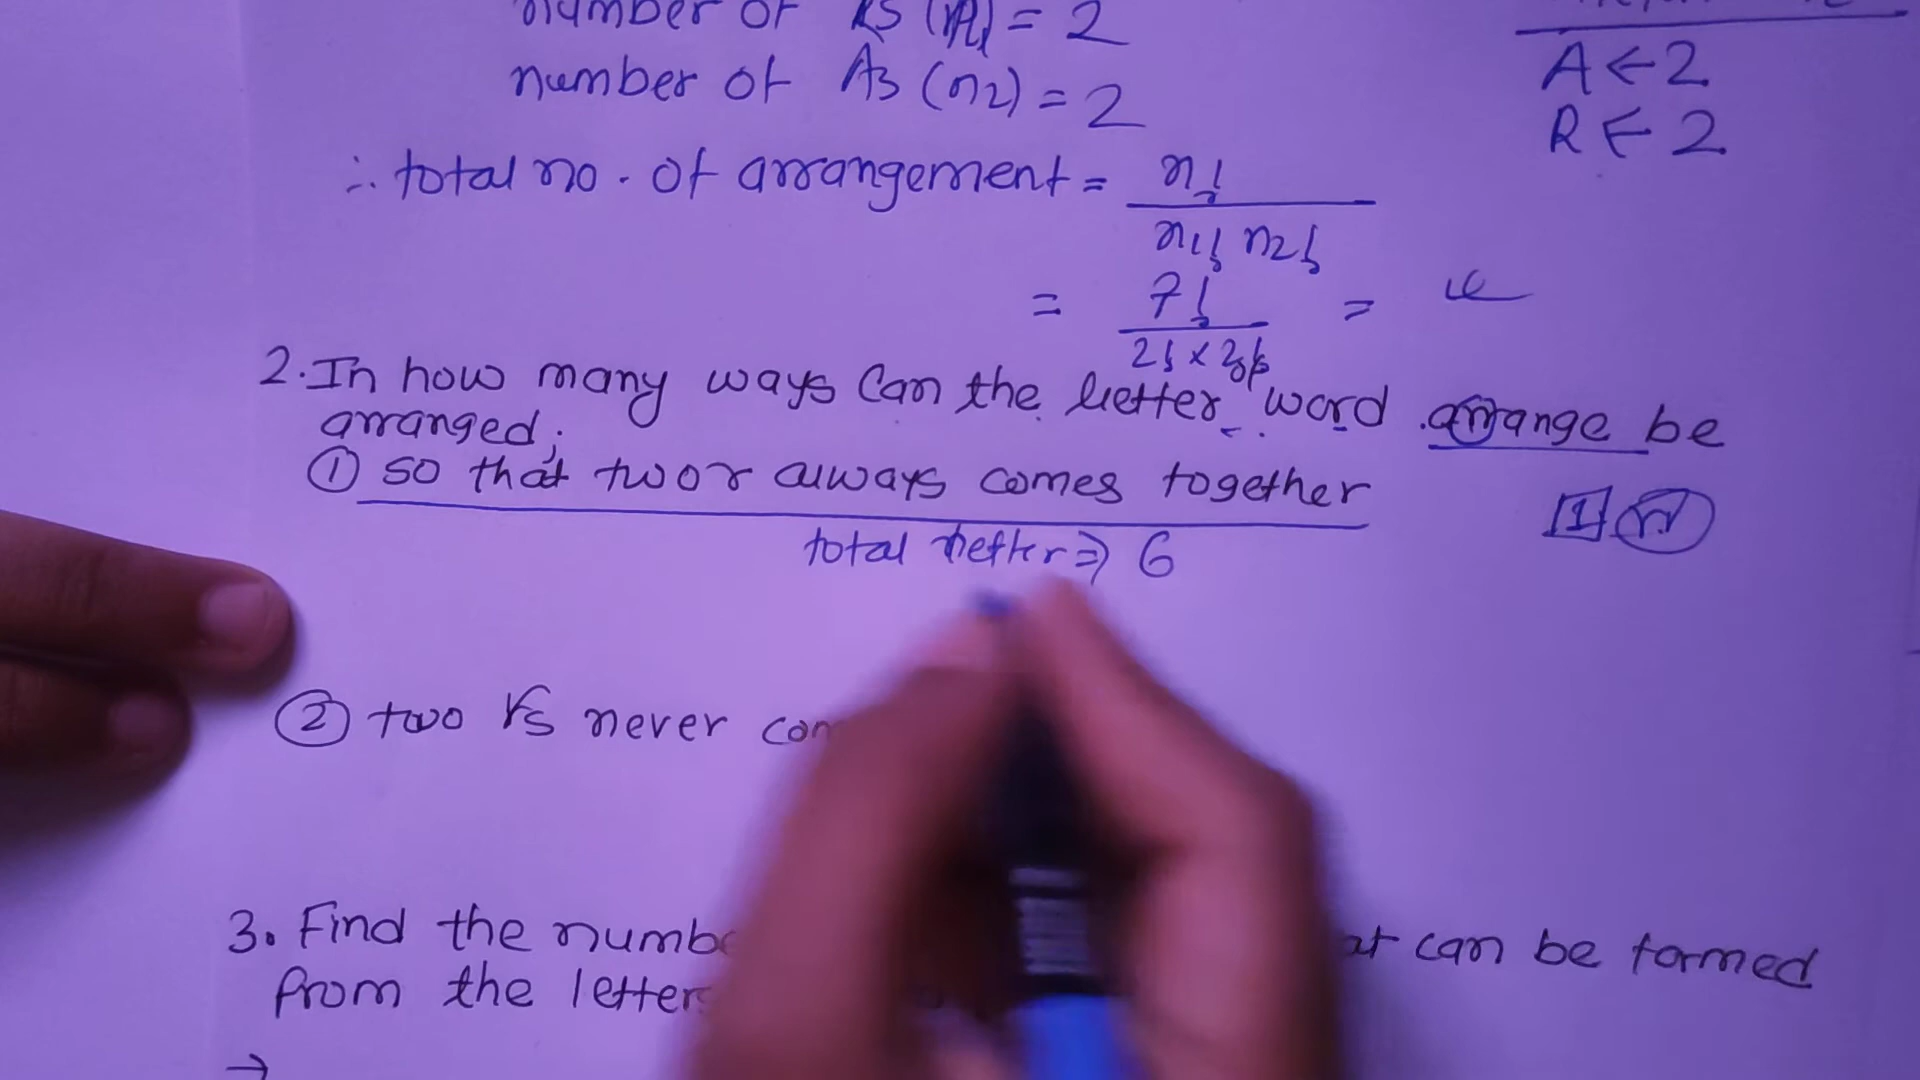 number of RS = 2
number of AS (n2) = 2
A ← 2
R ← 2
∴ total no. of arrangement = n! / n1! n2!
= 7! / 2! × 2! =
2. In how many ways can the letter word arrange be
arranged;
① so that two r always comes together
1 rr
total letter ⇒ 6
② two rs never
3. Find the can be formed
from the letter
→